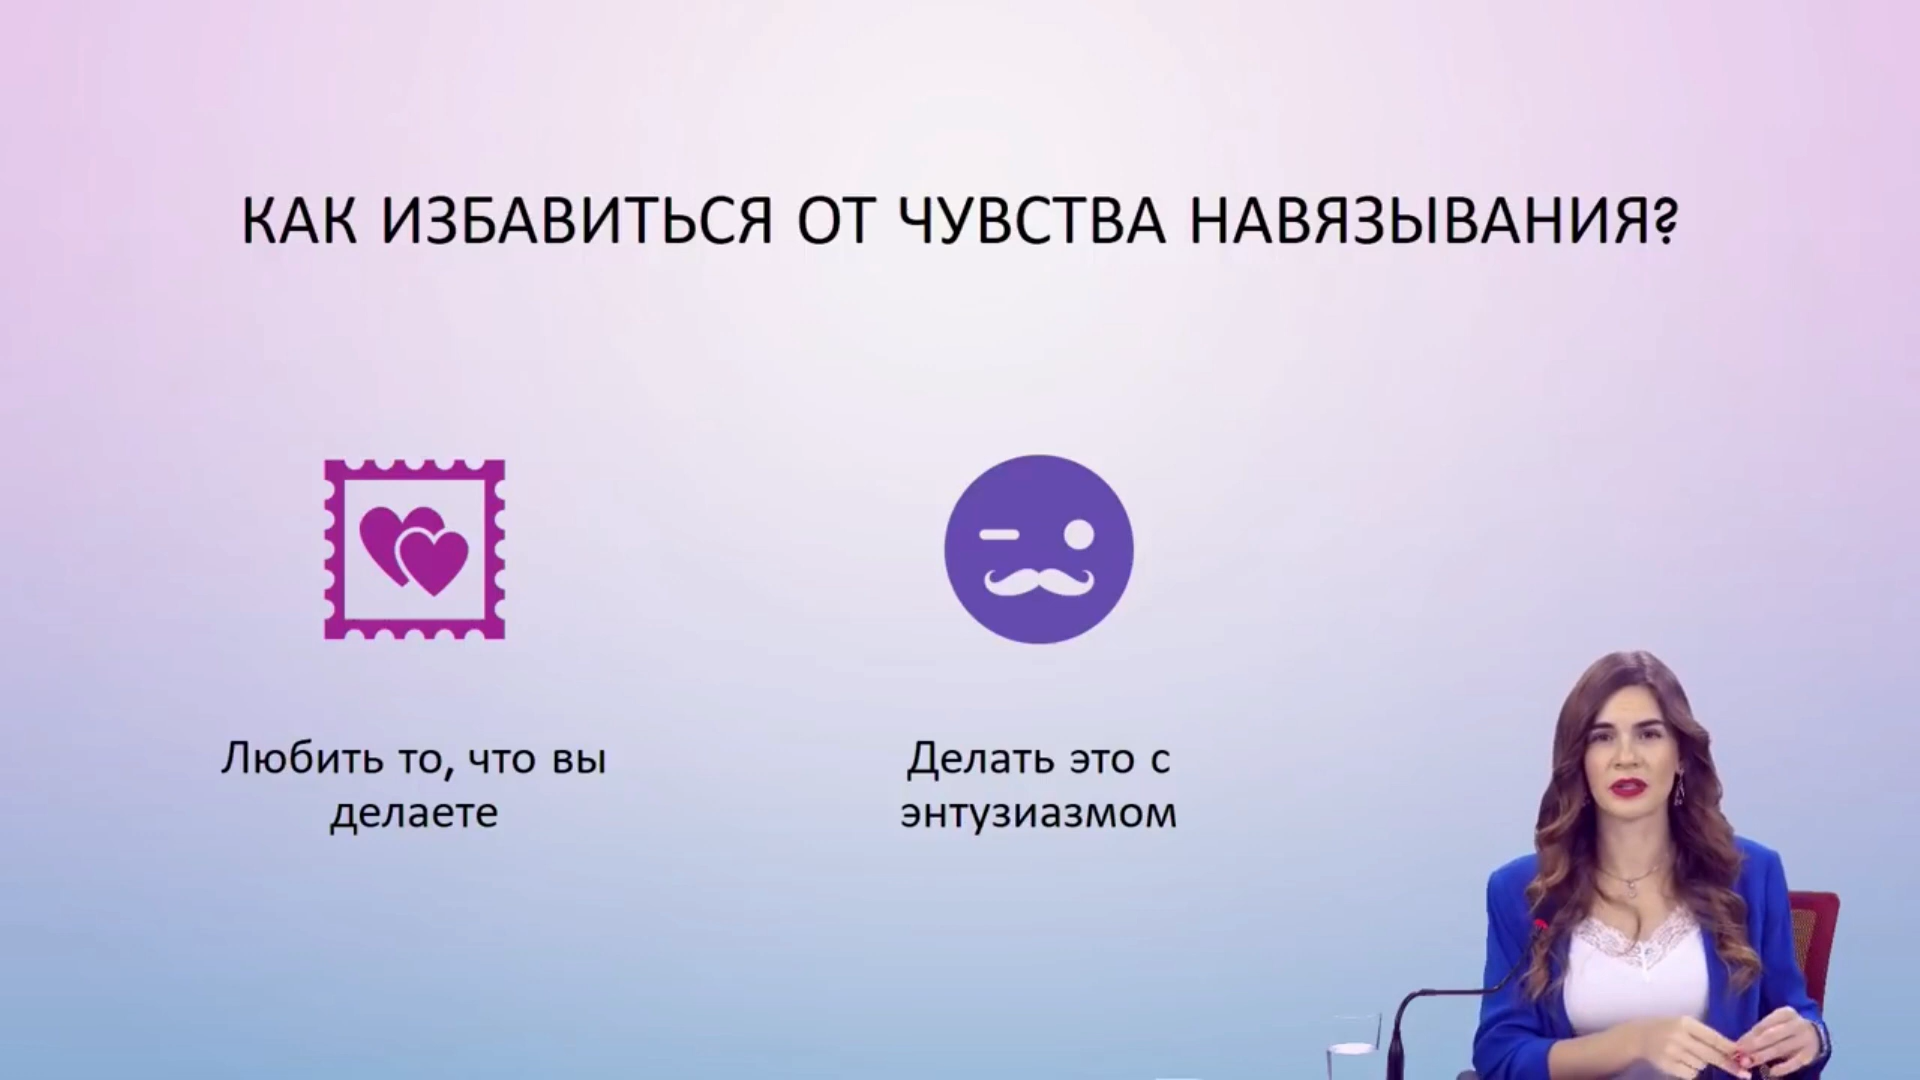 КАК ИЗБАВИТЬСЯ ОТ ЧУВСТВА НАВЯЗЫВАНИЯ?
Любить то, что вы
делаете
Делать это с
энтузиазмом